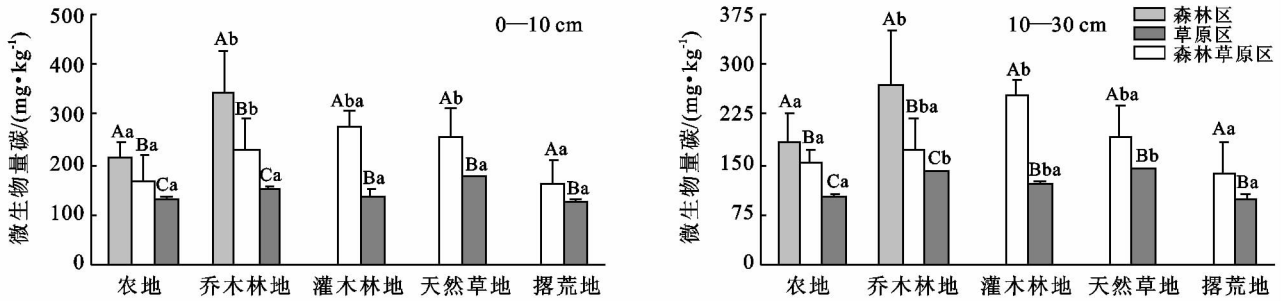 微生物量碳/(mg•kg⁻¹)
500
400
300
200
100
0
0—10 cm
Aa
Ba
Ca
Ab
Bb
Ca
Aba
Ba
Ab
Ba
Aa
Ba
农地
乔木林地
灌木林地
天然草地
撂荒地
微生物量碳/(mg•kg⁻¹)
375
300
225
150
75
0
10—30 cm
森林区
草原区
森林草原区
Aa
Ba
Ca
Ab
Bba
Cb
Ab
Bba
Aba
Bb
Aa
Ba
农地
乔木林地
灌木林地
天然草地
撂荒地